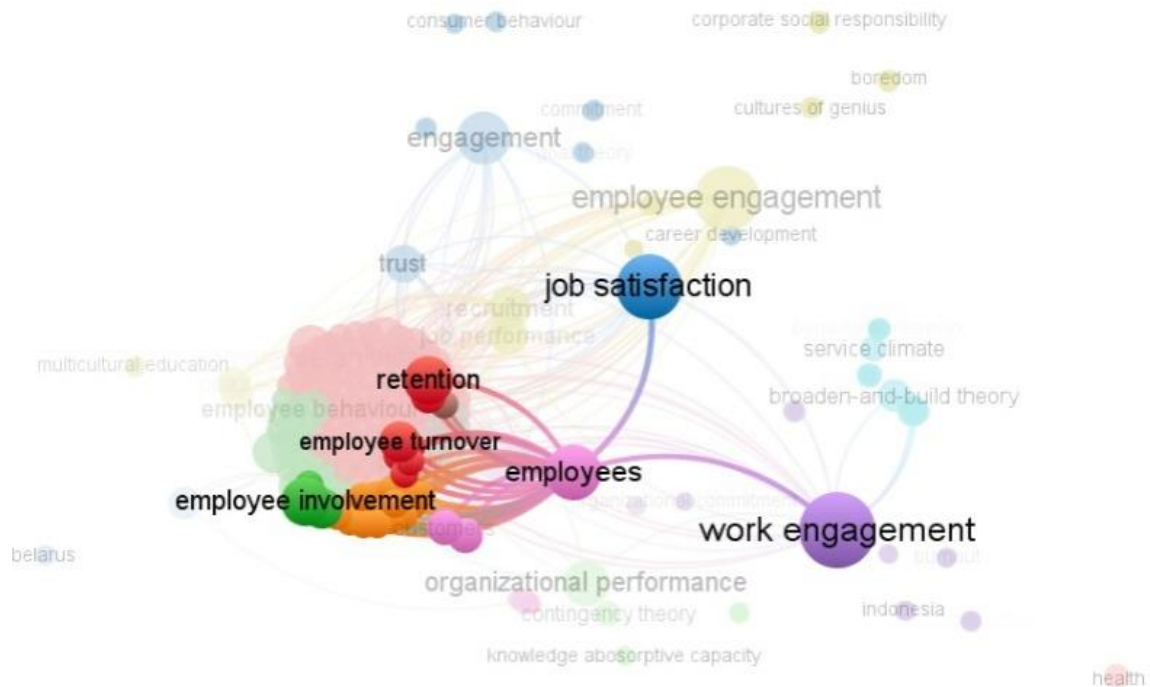 consumer behaviour
corporate social responsibility
boredom
commitment
cultures of genius
engagement
employee engagement
career development
trust
job satisfaction
recruitment
job performance
service climate
multicultural education
retention
broaden-and-build theory
employee behaviour
employee turnover
employees
employee involvement
organizational commitment
customers
work engagement
belarus
burnout
organizational performance
contingency theory
indonesia
knowledge abosorptive capacity
health